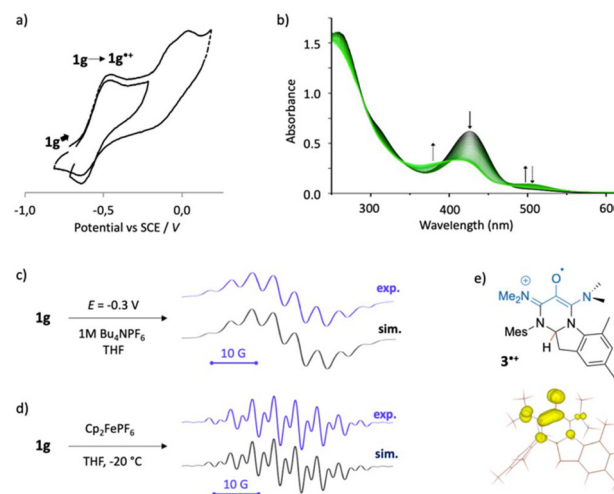 a)
1g → 1g•+
1g
-1,0 -0,5 0,0
Potential vs SCE / V
b)
1.5
1.0
0.5
0.0
Absorbance
300 400 500 600
Wavelength (nm)
c)
1g
E = -0.3 V
1M Bu4NPF6
THF
exp.
sim.
10 G
d)
1g
Cp2FePF6
THF, -20 °C
exp.
sim.
10 G
e)
⊕ O•
Me2N N
Mes N N
H
3•+